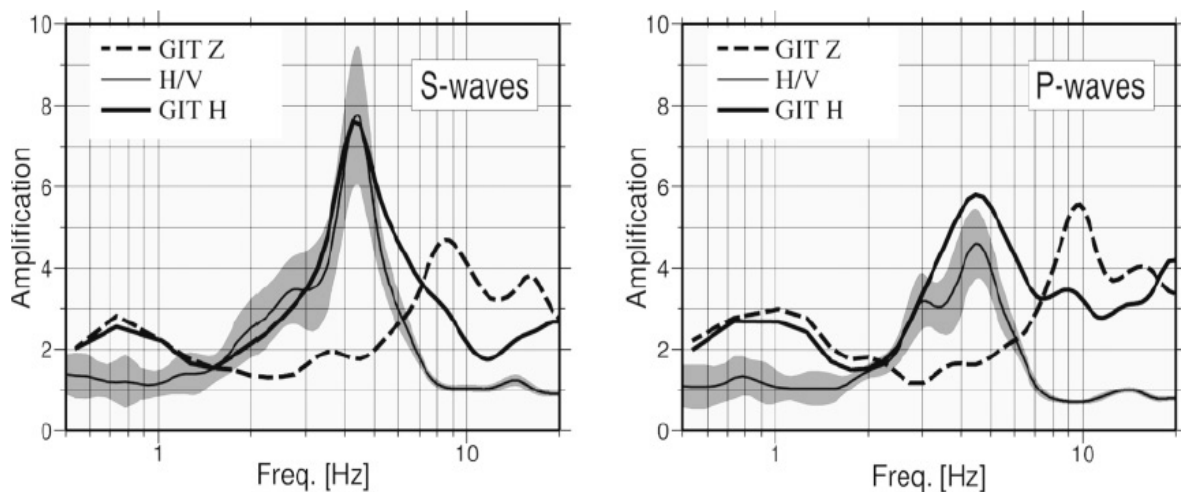 10
8
6
4
2
0
Amplification
GIT Z
H/V
GIT H
S-waves
1
10
Freq. [Hz]
10
8
6
4
2
0
Amplification
GIT Z
H/V
GIT H
P-waves
1
10
Freq. [Hz]